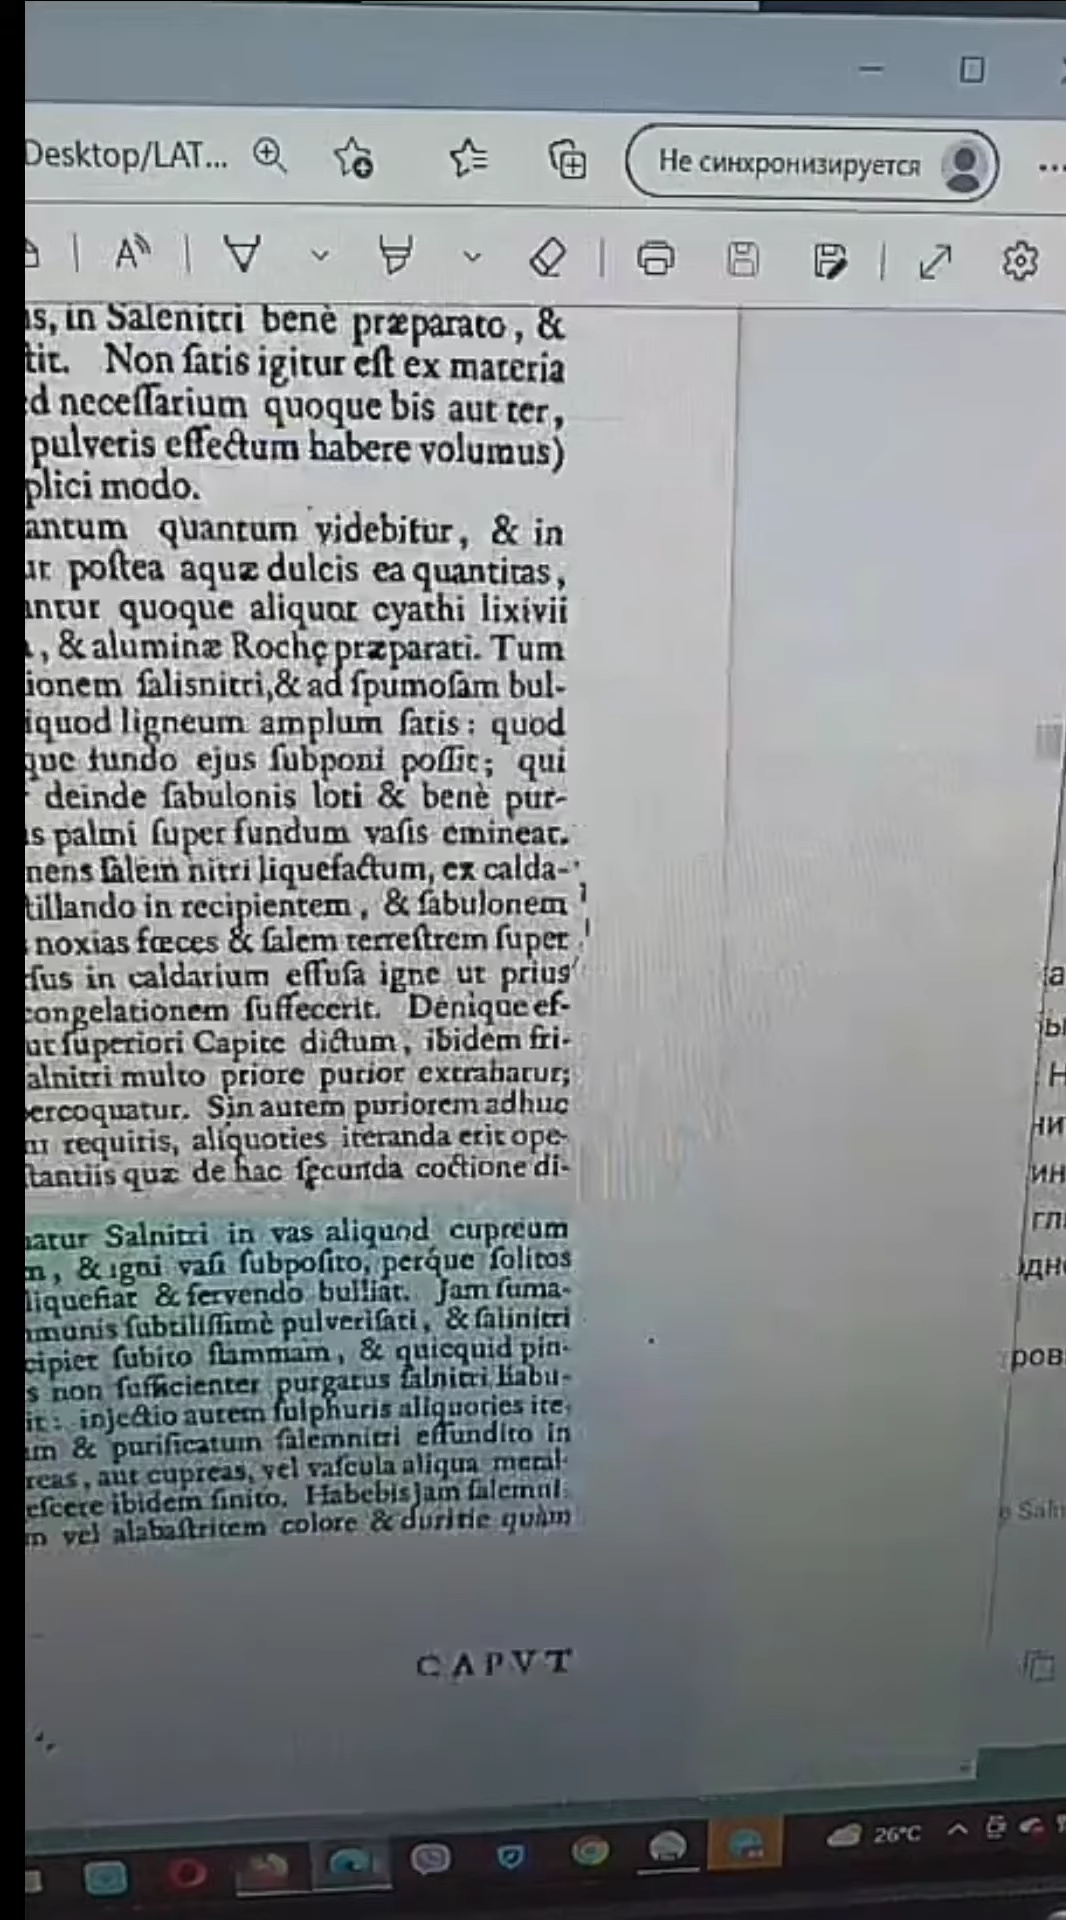 Desktop/LAT...
Не синхронизируется
in Salenitri benè præparato, &
Non ſatis igitur eſt ex materia
neceſſarium quoque bis aut ter,
pulveris effectum habere volumus)
plici modo.
quantum videbitur, & in
poſtea aquæ dulcis ea quantitas,
quoque aliquot cyathi lixivii
, & aluminæ Rochę præparati. Tum
ionem ſalisnitri,& ad ſpumoſam bul-
iquod ligneum amplum ſatis: quod
que fundo ejus ſubponi poſſit; qui
deinde ſabulonis loti & benè pur-
palmi ſuper fundum vaſis emineat.
nens ſalem nitri liquefactum, ex calda-
tillando in recipientem, & ſabulonem
noxias fœces & ſalem terreſtrem ſuper
ſus in caldarium effuſa igne ut prius
congelationem ſuffecerit. Denique ef-
ut ſuperiori Capite dictum, ibidem fri-
alnitri multo priore purior extrahatur;
ercoquatur. Sin autem puriorem adhuc
requiris, aliquoties iteranda erit ope-
ſtantiis quæ de hac ſecunda coctione di-
atur Salnitri in vas aliquod cupreum
, & igni vaſi ſubpoſito, perque ſolitos
liquefiat & fervendo bulliat. Jam ſuma-
munis ſubtiliſſimè pulveriſati, & ſalinitri
cipiet ſubito flammam, & quicquid pin-
s non ſufficienter purgatus ſalnitri habu-
it: injectio autem ſulphuris aliquoties ite-
& purificatum ſalemnitri effundito in
reas, aut cupreas, vel vaſcula aliqua metal-
eſcere ibidem ſinito. Habebis jam ſalemni-
vel alabaſtritem colore & duritie quàm
CAPVT
ров
26°C